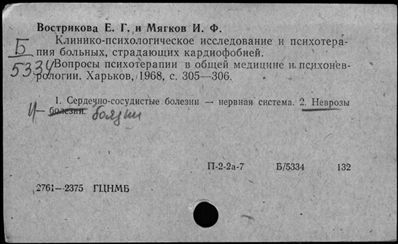 Вострикова Е. Г. и Мягков И. Ф.
Клинико-психологическое исследование и психотера-
пия больных, страдающих кардиофобией.
Б
5334
Вопросы психотерапии в общей медицине и психонев-
рологии. Харьков, 1968, с. 305—306.
1. Сердечно-сосудистые болезни — нервная система. 2. Неврозы
и — болезни боязни
П-2-2а-7 Б/5334 132
2761—2375 ГЦНМБ